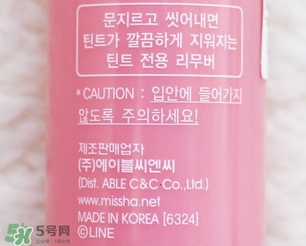 문지르고 씻어내면
틴트가 깔끔하게 지워지는
틴트 전용 리무버
* CAUTION : 입안에 들어가지
않도록 주의하세요!
제조판매업자
(주)에이블씨엔씨
(Dist. ABLE C&C Co.,Ltd.)
www.missha.net
MADE IN KOREA [6324]
ⓒLINE
5号网